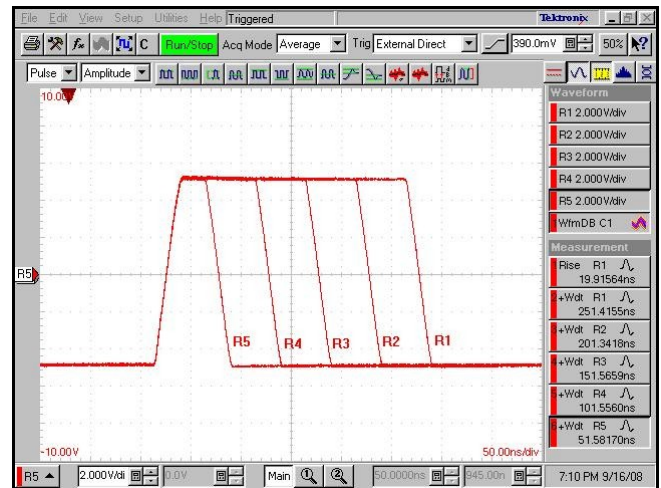 File Edit View Setup Utilities Help Triggered Tektronix
C Run/Stop Acq Mode Average Trig External Direct 390.0mV 50%
Pulse Amplitude
10.00V
Waveform
R1 2.000V/div
R2 2.000V/div
R3 2.000V/div
R4 2.000V/div
R5 2.000V/div
WfmDB C1
Measurement
Rise R1
19.91564ns
2 +Wdt R1
251.4155ns
+Wdt R2
201.3418ns
+Wdt R3
151.5659ns
+Wdt R4
101.5560ns
+Wdt R5
51.58170ns
R5
R5 R4 R3 R2 R1
-10.00V 50.00ns/div
R5 2.000V/di 0.0V Main 50.0000ns 945.00n 7:10 PM 9/16/08